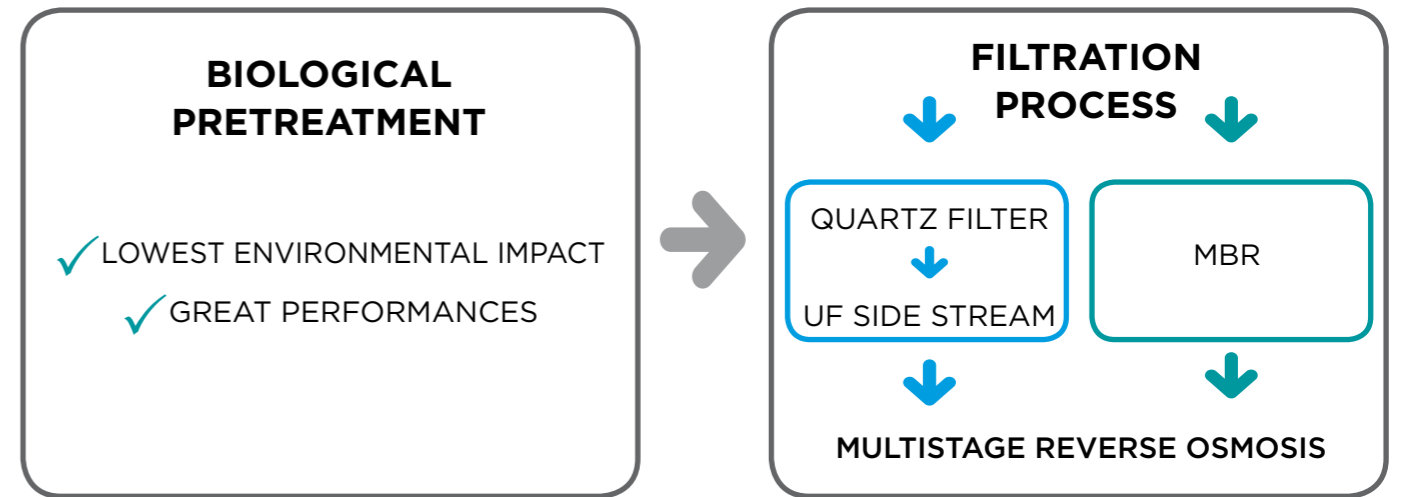 BIOLOGICAL
PRETREATMENT
LOWEST ENVIRONMENTAL IMPACT
GREAT PERFORMANCES
FILTRATION
PROCESS
QUARTZ FILTER
UF SIDE STREAM
MBR
MULTISTAGE REVERSE OSMOSIS